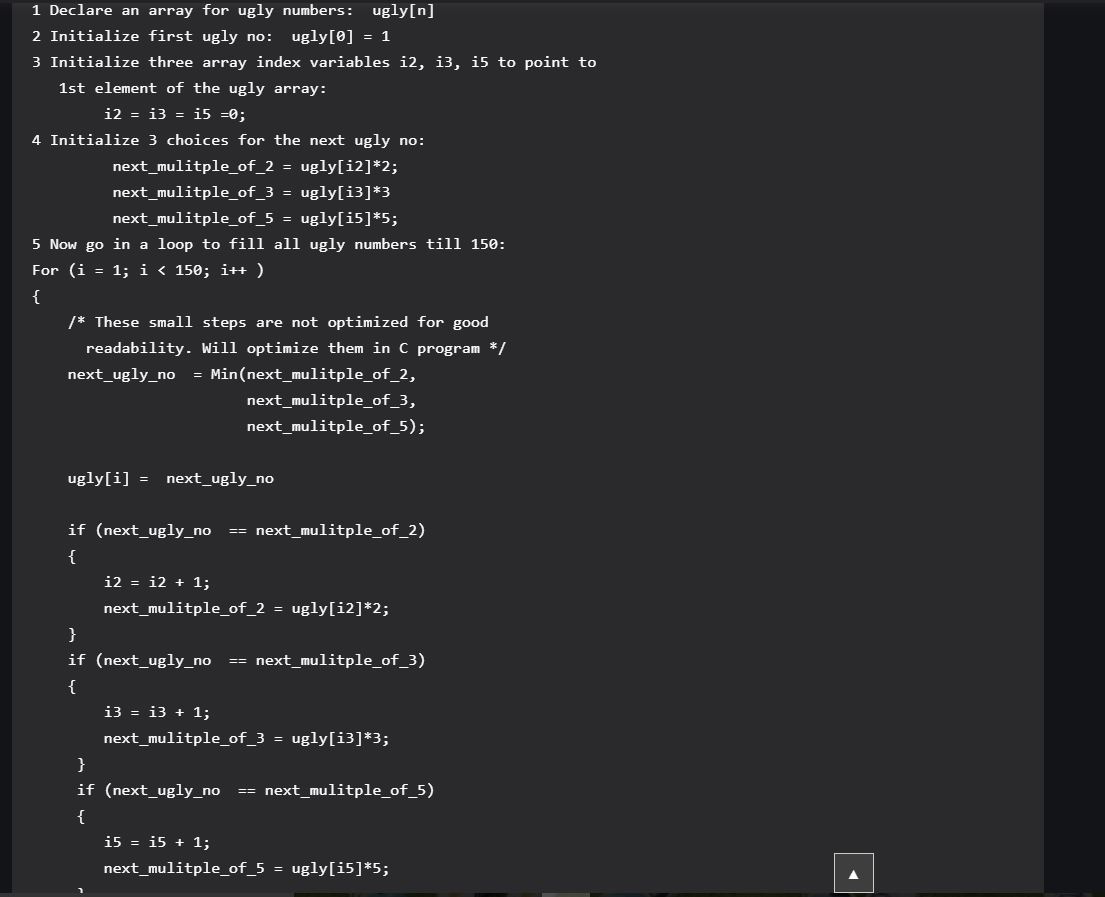 1 Declare an array for ugly numbers:  ugly[n]
2 Initialize first ugly no:  ugly[0] = 1
3 Initialize three array index variables i2, i3, i5 to point to
   1st element of the ugly array:
        i2 = i3 = i5 =0;
4 Initialize 3 choices for the next ugly no:
         next_mulitple_of_2 = ugly[i2]*2;
         next_mulitple_of_3 = ugly[i3]*3
         next_mulitple_of_5 = ugly[i5]*5;
5 Now go in a loop to fill all ugly numbers till 150:
For (i = 1; i < 150; i++ )
{
    /* These small steps are not optimized for good
      readability. Will optimize them in C program */
    next_ugly_no  = Min(next_mulitple_of_2,
                        next_mulitple_of_3,
                        next_mulitple_of_5);
    ugly[i] =  next_ugly_no
    if (next_ugly_no  == next_mulitple_of_2)
    {
        i2 = i2 + 1;
        next_mulitple_of_2 = ugly[i2]*2;
    }
    if (next_ugly_no  == next_mulitple_of_3)
    {
        i3 = i3 + 1;
        next_mulitple_of_3 = ugly[i3]*3;
     }
     if (next_ugly_no  == next_mulitple_of_5)
     {
        i5 = i5 + 1;
        next_mulitple_of_5 = ugly[i5]*5;
     }